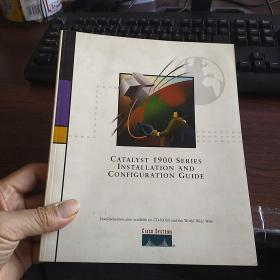 CATALYST 1900 SERIES
INSTALLATION AND
CONFIGURATION GUIDE
Documentation also available on CD-ROM and the World Wide Web
CISCO SYSTEMS